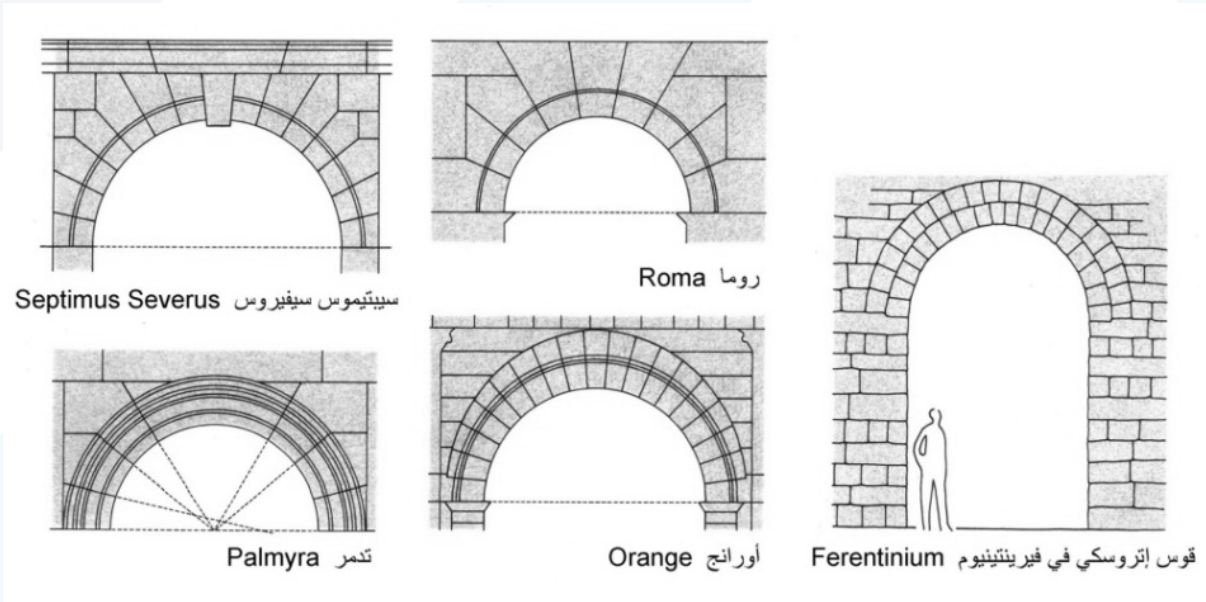 Septimus Severus سيبتيموس سيفيروس
Roma روما
Palmyra تدمر
Orange أورانج
Ferentinium قوس إتروسكي في فيرينتينيوم